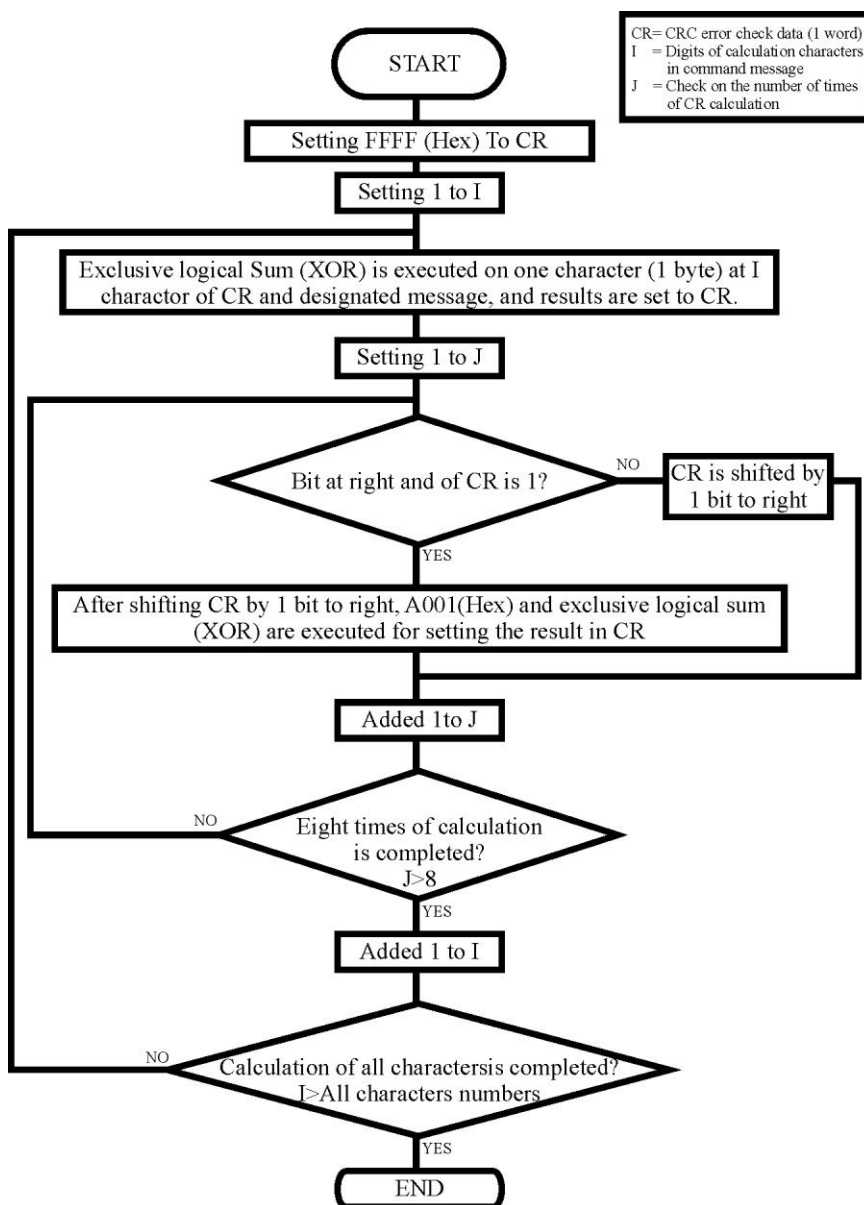 CR= CRC error check data (1 word)
I = Digits of calculation characters
in command message
J = Check on the number of times
of CR calculation
START
Setting FFFF (Hex) To CR
Setting 1 to I
Exclusive logical Sum (XOR) is executed on one character (1 byte) at I
charactor of CR and designated message, and results are set to CR.
Setting 1 to J
Bit at right and of CR is 1?
NO
CR is shifted by
1 bit to right
YES
After shifting CR by 1 bit to right, A001(Hex) and exclusive logical sum
(XOR) are executed for setting the result in CR
Added 1to J
NO
Eight times of calculation
is completed?
J>8
YES
Added 1 to I
NO
Calculation of all charactersis completed?
I>All characters numbers
YES
END